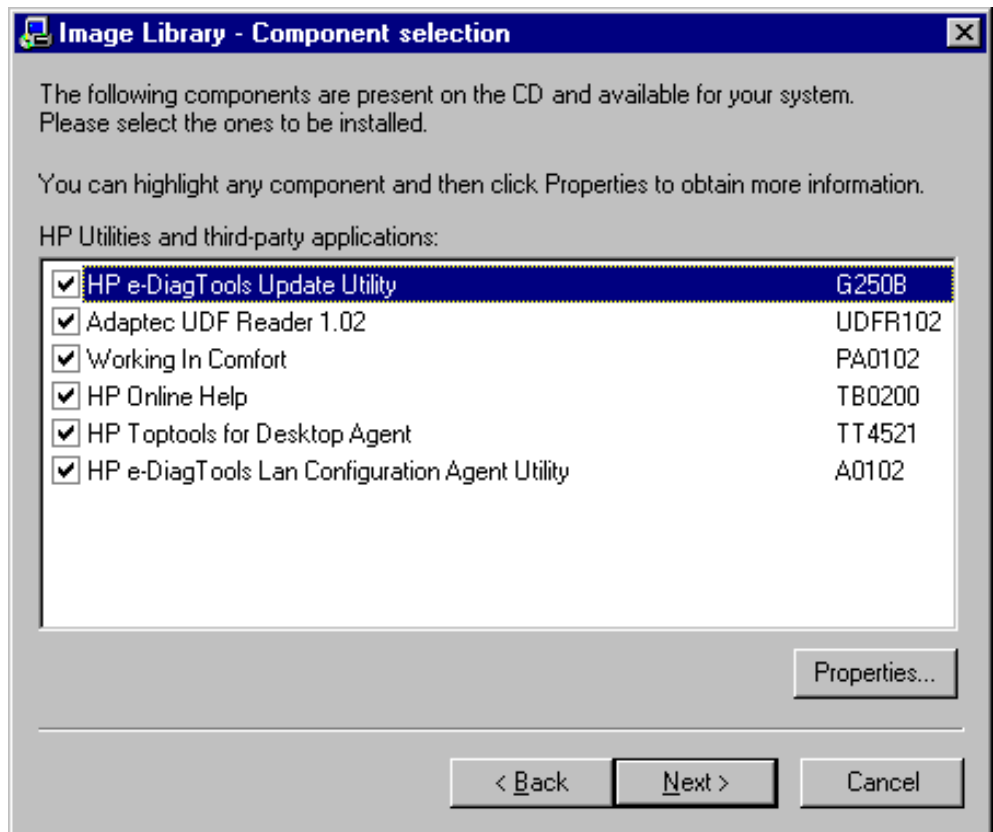 Image Library - Component selection
The following components are present on the CD and available for your system.
Please select the ones to be installed.
You can highlight any component and then click Properties to obtain more information.
HP Utilities and third-party applications:
HP e-DiagTools Update Utility G250B
Adaptec UDF Reader 1.02 UDFR102
Working In Comfort PA0102
HP Online Help TB0200
HP Toptools for Desktop Agent TT4521
HP e-DiagTools Lan Configuration Agent Utility A0102
Properties...
< Back Next > Cancel